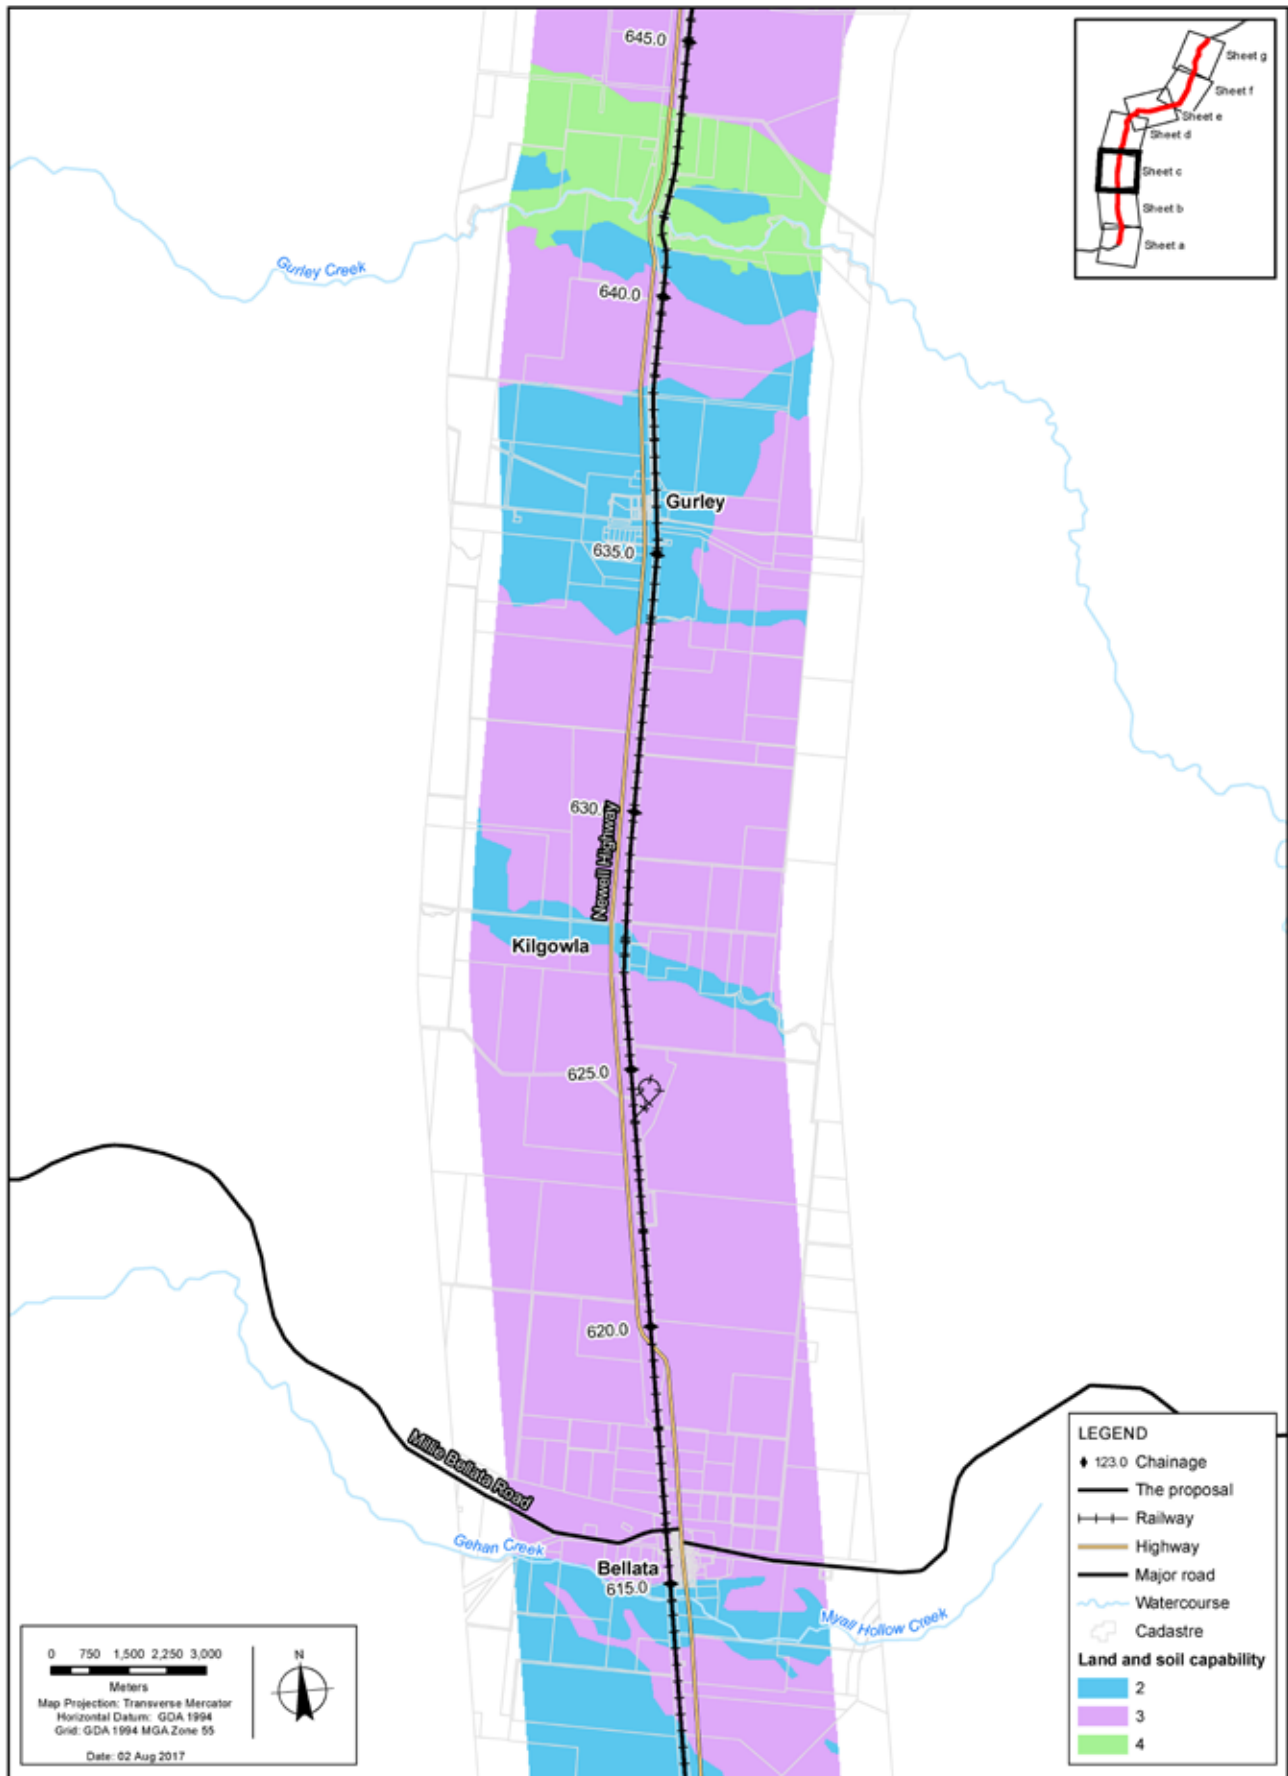 645.0
Sheet g
Sheet f
Sheet e
Sheet d
Sheet c
Sheet b
Sheet a
Gurley Creek
640.0
Gurley
635.0
630.
Newell Highway
Kilgowla
625.0
620.0
Millie Bellata Road
Gehan Creek
Bellata
615.0
Myall Hollow Creek
LEGEND
123.0 Chainage
The proposal
Railway
Highway
Major road
Watercourse
Cadastre
Land and soil capability
2
3
4
0 750 1,500 2,250 3,000
Meters
Map Projection: Transverse Mercator
Horizontal Datum: GDA 1994
Grid: GDA 1994 MGA Zone 55
Date: 02 Aug 2017
N